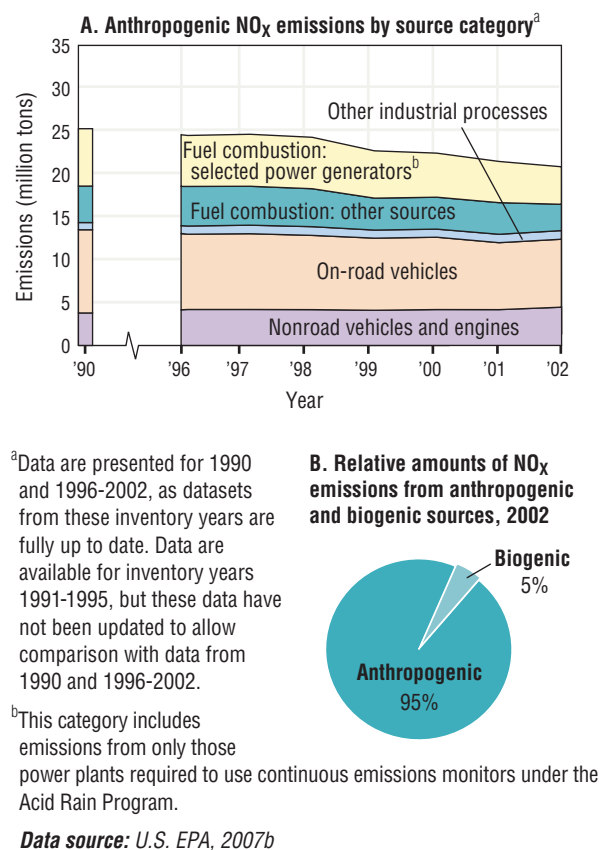 A. Anthropogenic NOX emissions by source categorya
35
30
25
20
15
10
5
0
Emissions (million tons)
Other industrial processes
Fuel combustion:
selected power generatorsb
Fuel combustion: other sources
On-road vehicles
Nonroad vehicles and engines
'90 '96 '97 '98 '99 '00 '01 '02
Year
aData are presented for 1990
and 1996-2002, as datasets
from these inventory years are
fully up to date. Data are
available for inventory years
1991-1995, but these data have
not been updated to allow
comparison with data from
1990 and 1996-2002.
bThis category includes
emissions from only those
power plants required to use continuous emissions monitors under the
Acid Rain Program.
Data source: U.S. EPA, 2007b
B. Relative amounts of NOX
emissions from anthropogenic
and biogenic sources, 2002
Biogenic
5%
Anthropogenic
95%